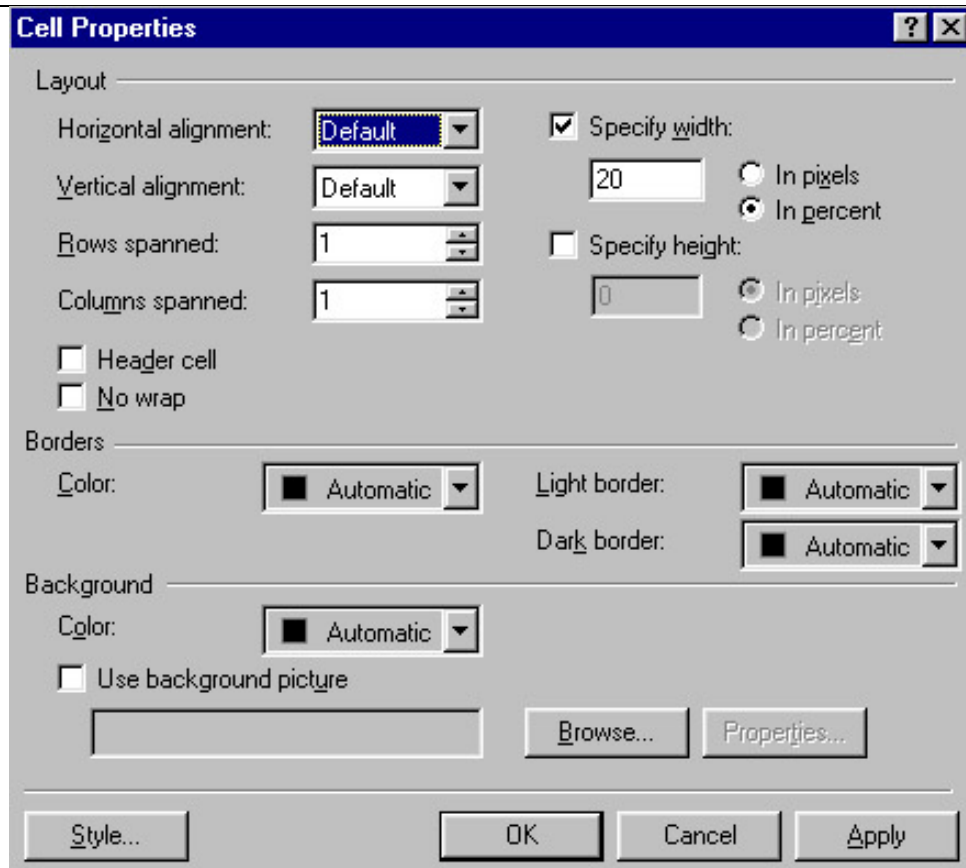 Cell Properties
Layout
Horizontal alignment: Default
Specify width:
20
In pixels
In percent
Vertical alignment: Default
Rows spanned: 1
Specify height:
0
In pixels
In percent
Columns spanned: 1
Header cell
No wrap
Borders
Color: Automatic
Light border: Automatic
Dark border: Automatic
Background
Color: Automatic
Use background picture
Browse... Properties...
Style... OK Cancel Apply